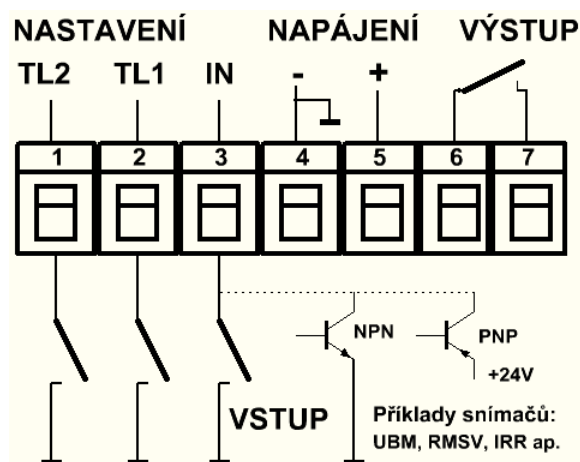 NASTAVENÍ NAPÁJENÍ VÝSTUP
TL2 TL1 IN - +
1 2 3 4 5 6 7
NPN PNP
+24V
VSTUP Příklady snímačů:
UBM, RMSV, IRR ap.